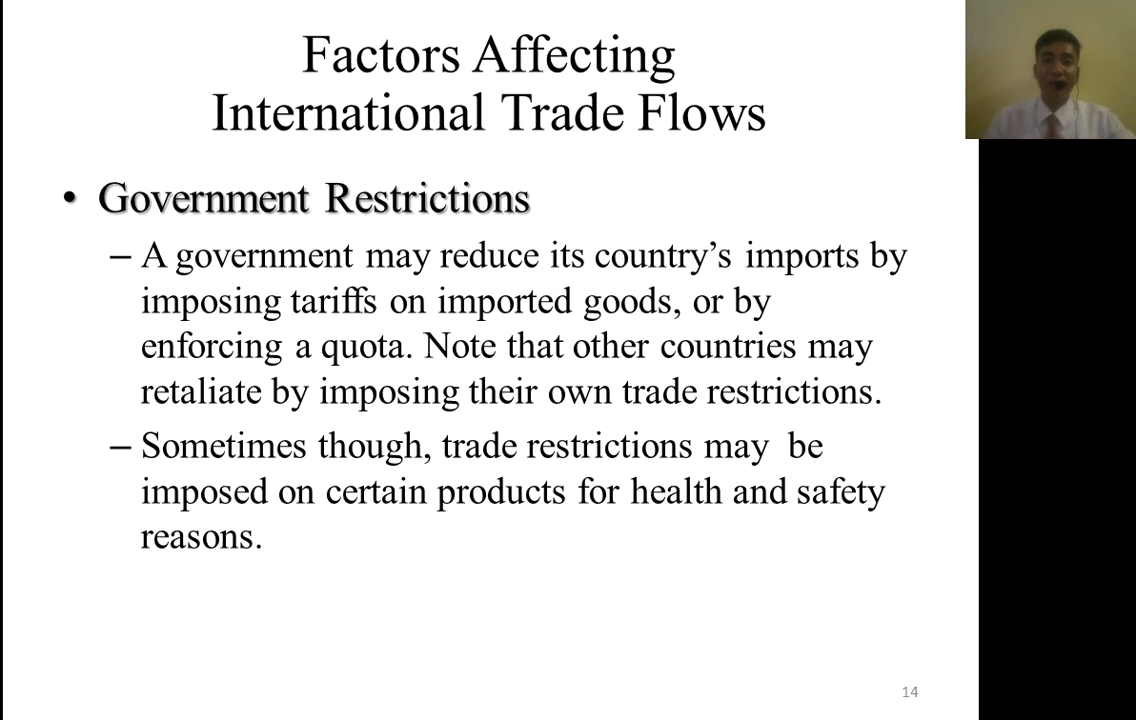 Factors Affecting
International Trade Flows
• Government Restrictions
– A government may reduce its country’s imports by
imposing tariffs on imported goods, or by
enforcing a quota. Note that other countries may
retaliate by imposing their own trade restrictions.
– Sometimes though, trade restrictions may  be
imposed on certain products for health and safety
reasons.
14